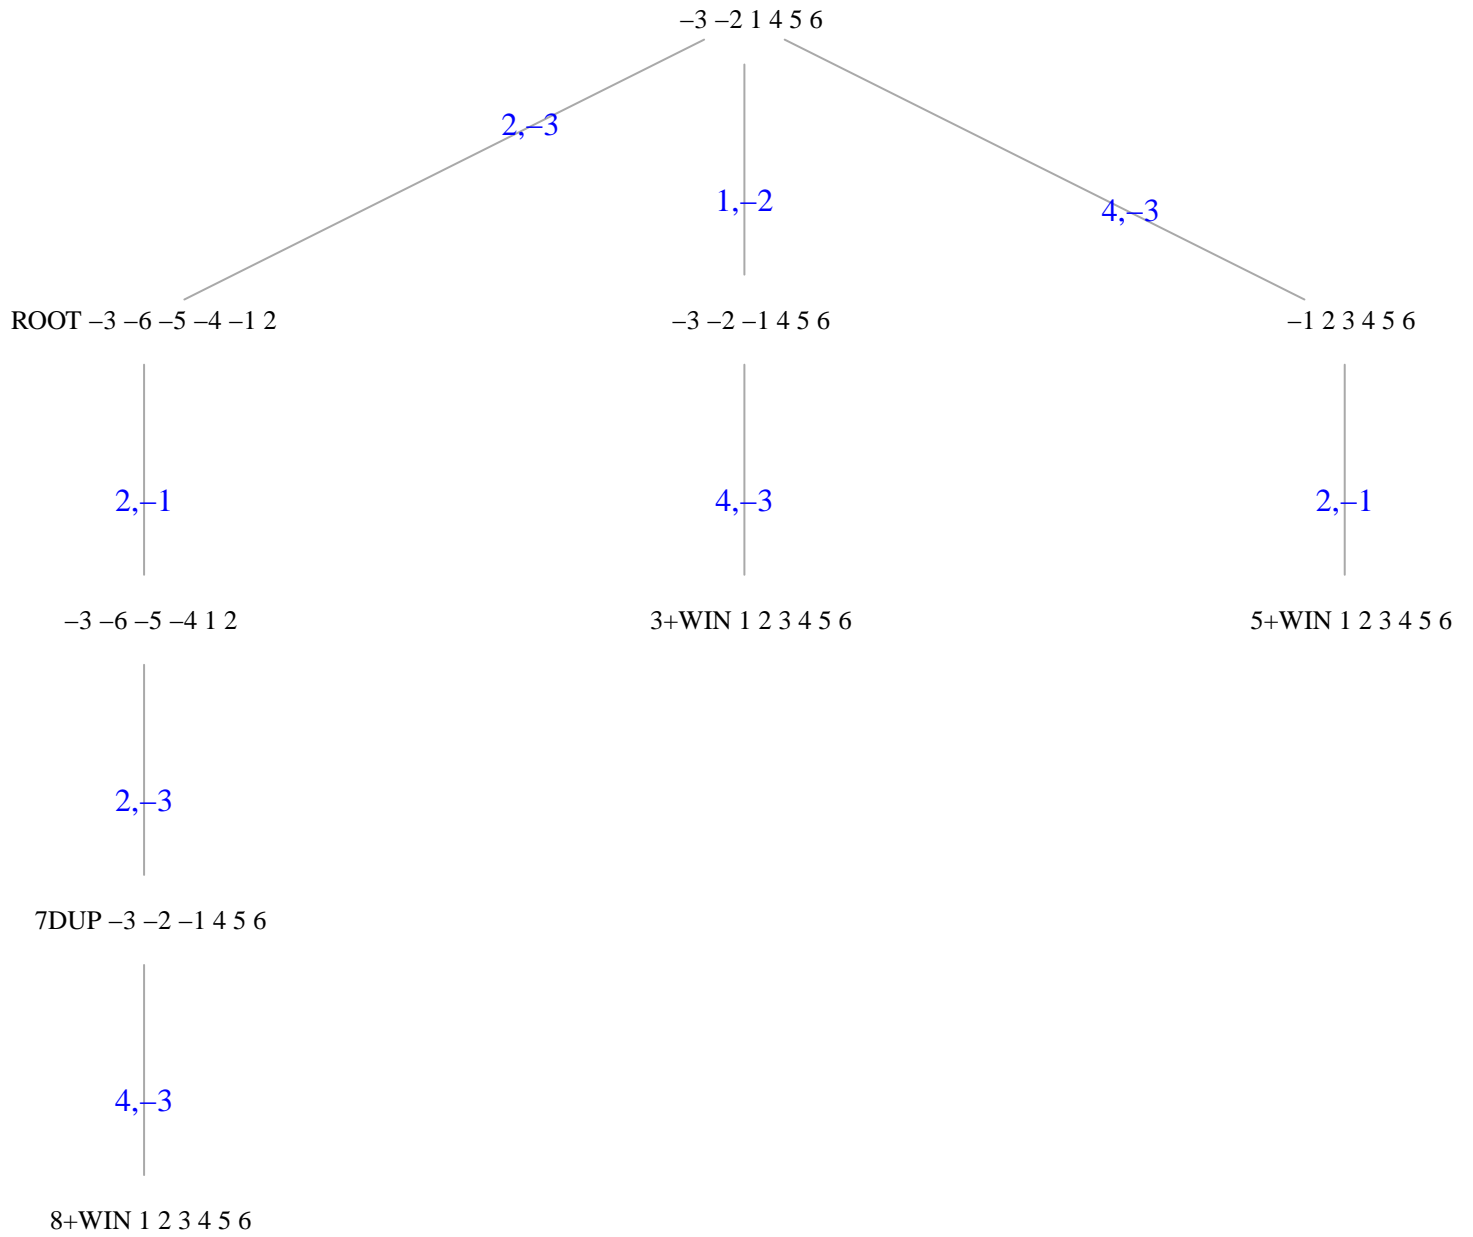 –3 –2 1 4 5 6
2,–3
1,–2
4,–3
ROOT –3 –6 –5 –4 –1 2
–3 –2 –1 4 5 6
–1 2 3 4 5 6
2,–1
4,–3
2,–1
–3 –6 –5 –4 1 2
3+WIN 1 2 3 4 5 6
5+WIN 1 2 3 4 5 6
2,–3
7DUP –3 –2 –1 4 5 6
4,–3
8+WIN 1 2 3 4 5 6